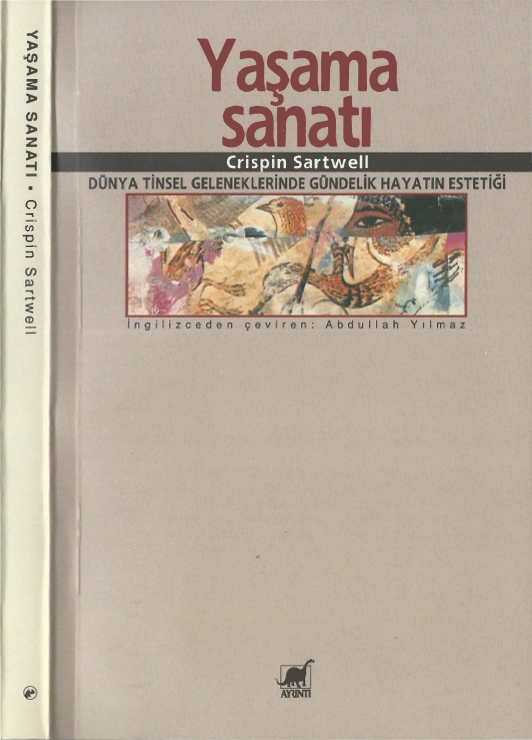 YAŞAMA SANATI • Crispin Sartwell
Yaşama
sanatı
Crispin Sartwell
DÜNYA TİNSEL GELENEKLERİNDE GÜNDELİK HAYATIN ESTETİĞİ
İngilizceden çeviren: Abdullah Yılmaz
AYRINTI